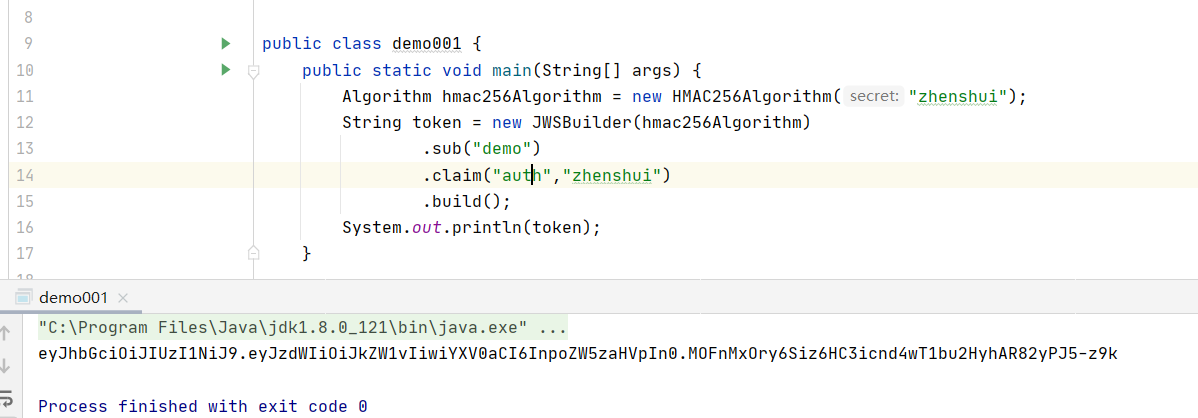 8
9 public class demo001 {
10 public static void main(String[] args) {
11 Algorithm hmac256Algorithm = new HMAC256Algorithm( secret: "zhenshui");
12 String token = new JWSBuilder(hmac256Algorithm)
13 .sub("demo")
14 .claim("auth","zhenshui")
15 .build();
16 System.out.println(token);
17 }
18
demo001 ×
"C:\Program Files\Java\jdk1.8.0_121\bin\java.exe" ...
eyJhbGciOiJIUzI1NiJ9.eyJzdWIiOiJkZW1vIiwiYXV0aCI6InpoZW5zaHVpIn0.MOFnMxOry6Siz6HC3icnd4wT1bu2HyhAR82yPJ5-z9k
Process finished with exit code 0